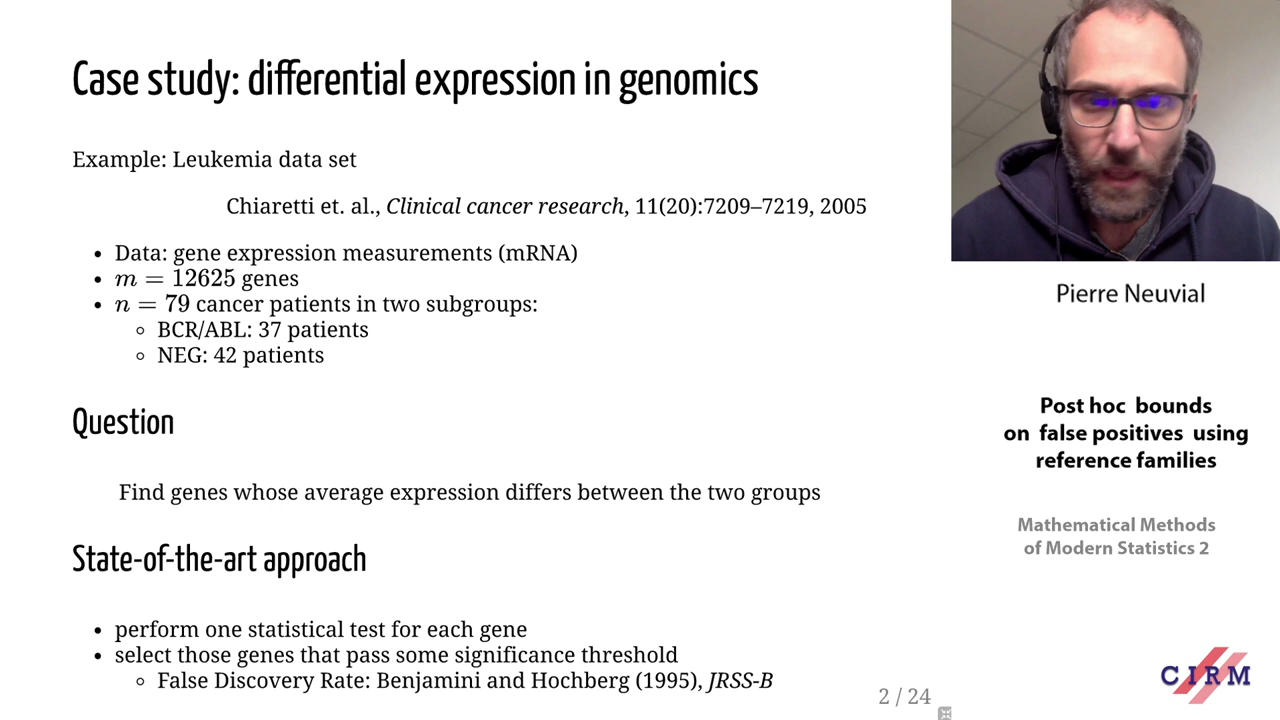 Case study: differential expression in genomics
Example: Leukemia data set
Chiaretti et. al., Clinical cancer research, 11(20):7209–7219, 2005
• Data: gene expression measurements (mRNA)
• m = 12625 genes
• n = 79 cancer patients in two subgroups:
◦ BCR/ABL: 37 patients
◦ NEG: 42 patients
Question
Find genes whose average expression differs between the two groups
State-of-the-art approach
• perform one statistical test for each gene
• select those genes that pass some significance threshold
◦ False Discovery Rate: Benjamini and Hochberg (1995), JRSS-B
2 / 24
Pierre Neuvial
Post hoc bounds
on false positives using
reference families
Mathematical Methods
of Modern Statistics 2
CIRM